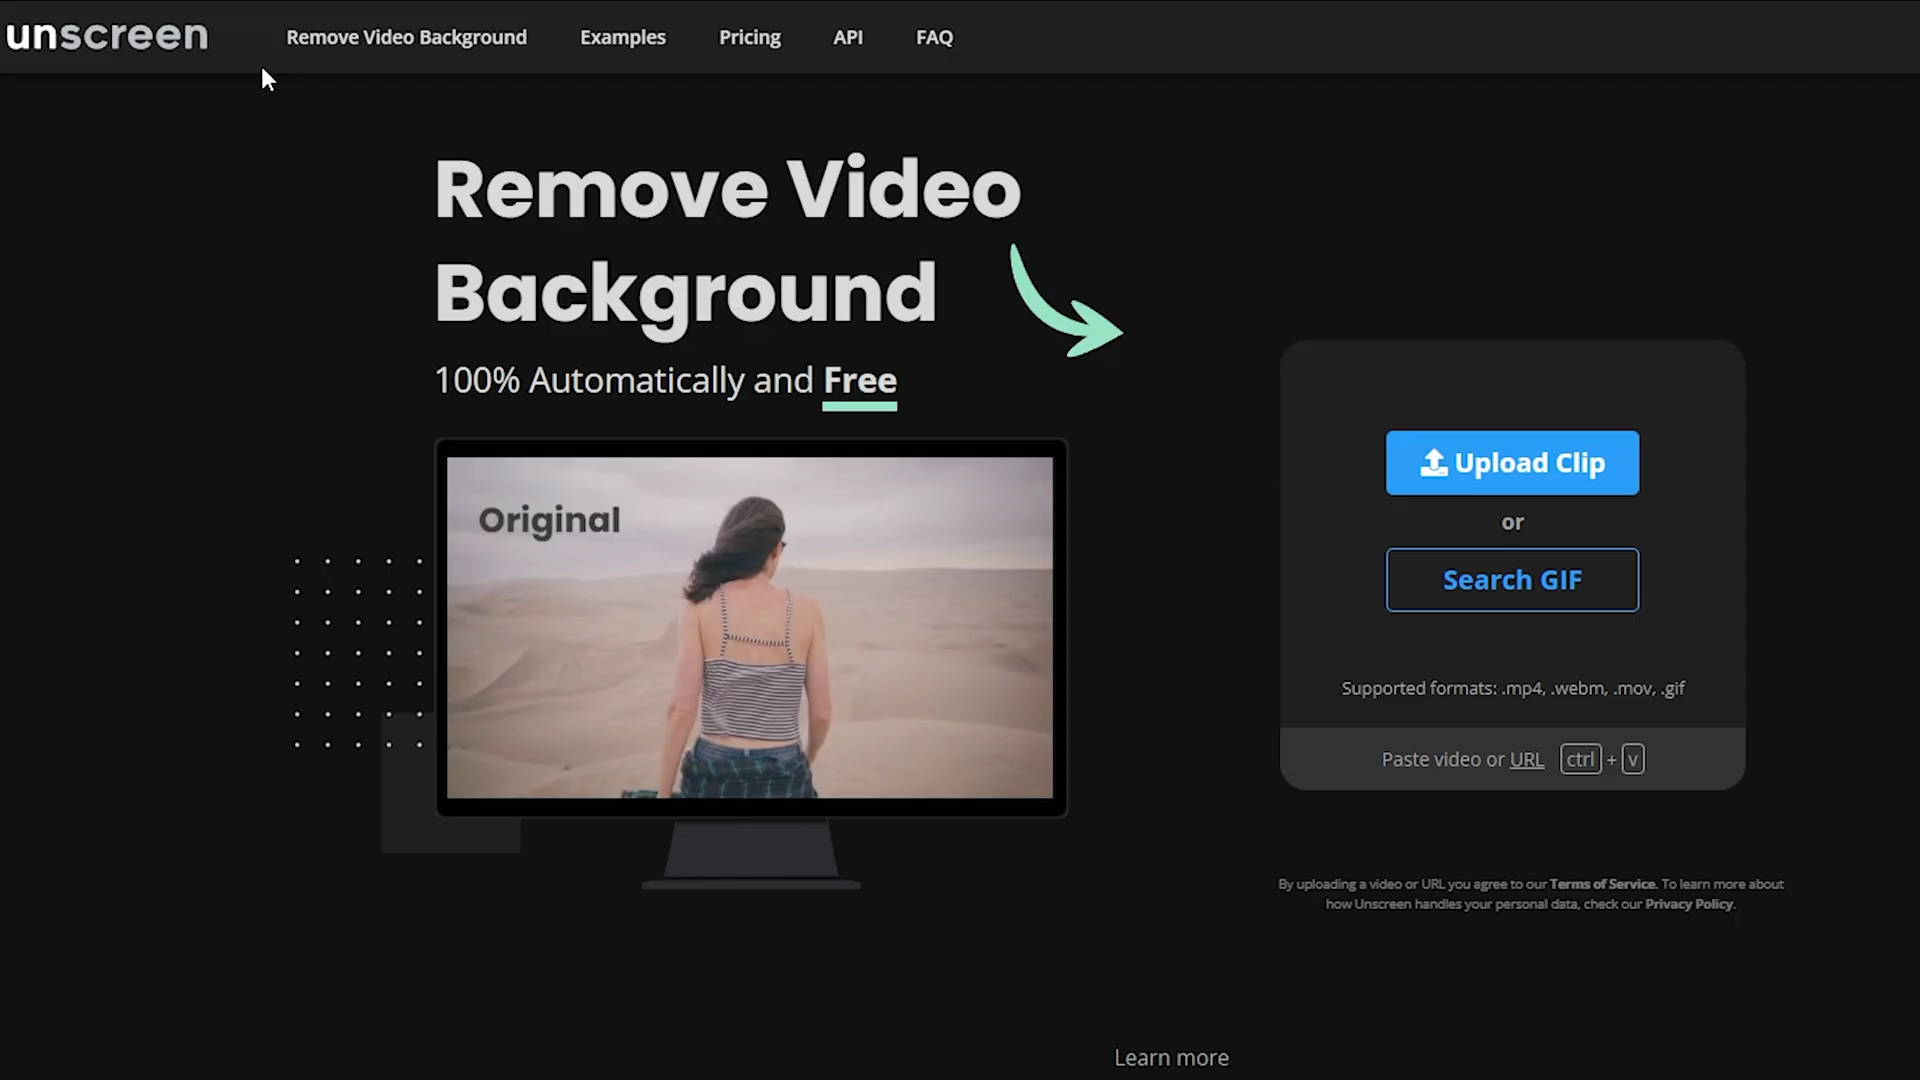 unscreen
Remove Video Background
Examples
Pricing
API
FAQ
Remove Video
Background
100% Automatically and Free
Original
Upload Clip
or
Search GIF
Supported formats: .mp4, .webm, .mov, .gif
Paste video or URL ctrl + v
By uploading a video or URL you agree to our Terms of Service. To learn more about
how Unscreen handles your personal data, check our Privacy Policy.
Learn more